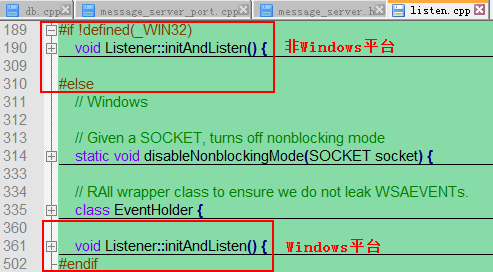 db.cpp message_server_port.cpp message_server.h listen.cpp
189 #if !defined(_WIN32)
190 void Listener::initAndListen() { 非Windows平台
309
310 #else
311 // Windows
312
313 // Given a SOCKET, turns off nonblocking mode
314 static void disableNonblockingMode(SOCKET socket) {
333
334 // RAII wrapper class to ensure we do not leak WSAEVENTs.
335 class EventHolder {
360
361 void Listener::initAndListen() { Windows平台
502 #endif